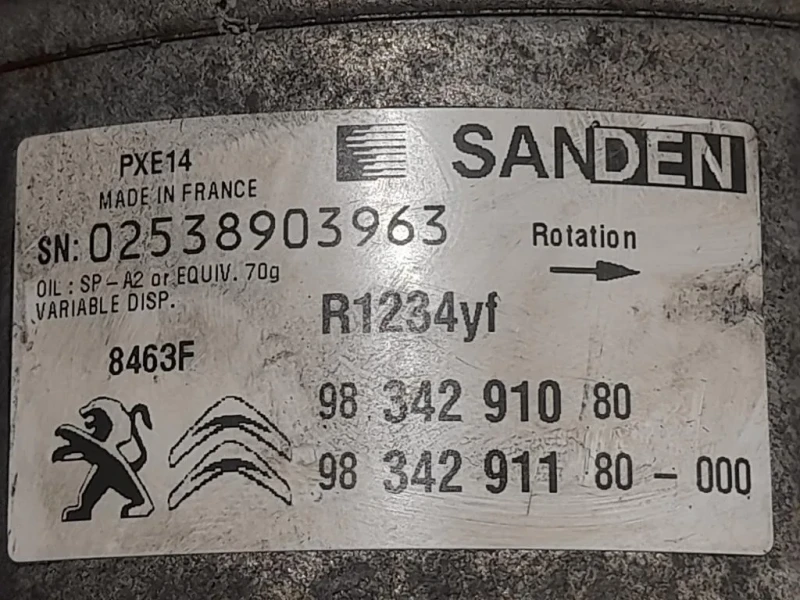 PXE14
SANDEN
MADE IN FRANCE
SN: 02538903963
Rotation
OIL : SP-A2 or EQUIV. 70g
VARIABLE DISP.
R1234yf
8463F
98 342 910 80
98 342 911 80 - 000